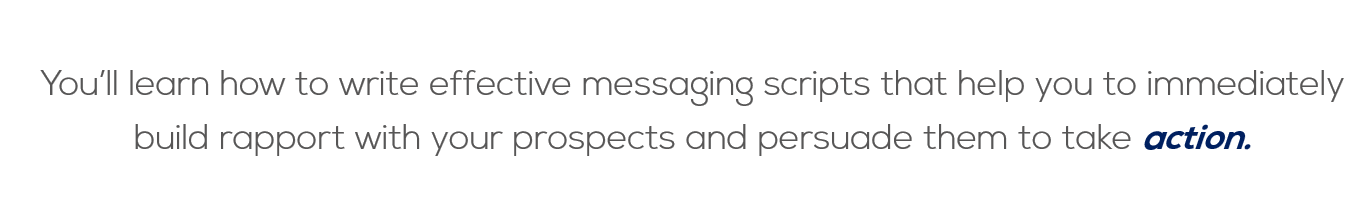 You’ll learn how to write effective messaging scripts that help you to immediately
build rapport with your prospects and persuade them to take action.